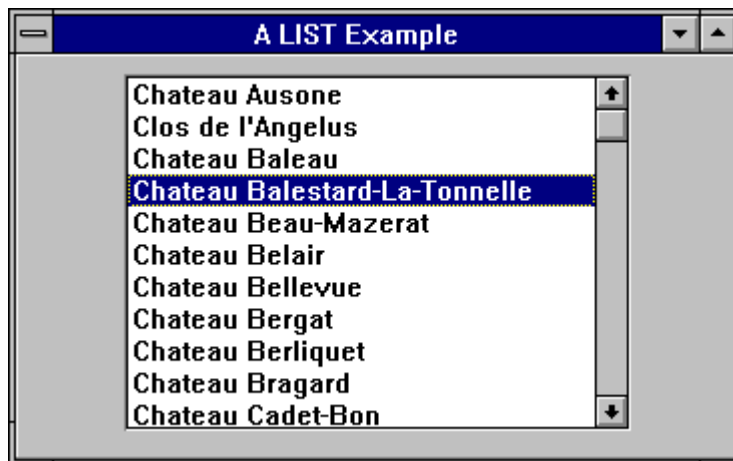 A LIST Example
Chateau Ausone
Clos de l'Angelus
Chateau Baleau
Chateau Balestard-La-Tonnelle
Chateau Beau-Mazerat
Chateau Belair
Chateau Bellevue
Chateau Bergat
Chateau Berliquet
Chateau Bragard
Chateau Cadet-Bon